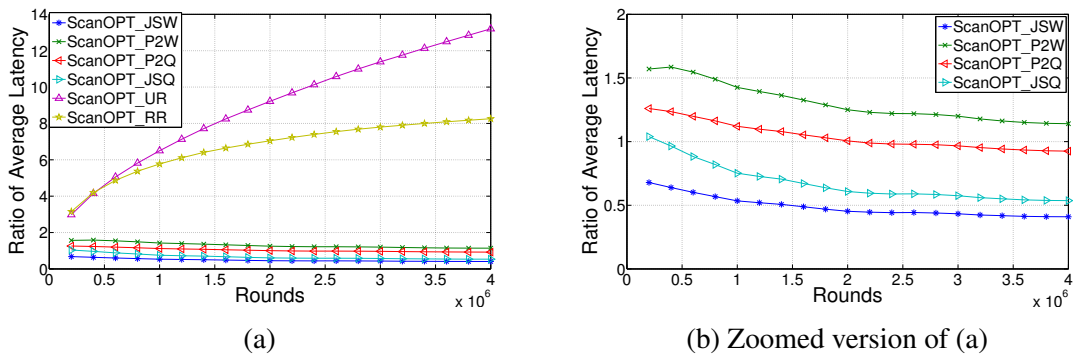 14
12
10
8
6
4
2
0
Ratio of Average Latency
ScanOPT_JSW
ScanOPT_P2W
ScanOPT_P2Q
ScanOPT_JSQ
ScanOPT_UR
ScanOPT_RR
0 0.5 1 1.5 2 2.5 3 3.5 4
Rounds
x 10^6
(a)
2
1.5
1
0.5
0
Ratio of Average Latency
ScanOPT_JSW
ScanOPT_P2W
ScanOPT_P2Q
ScanOPT_JSQ
0 0.5 1 1.5 2 2.5 3 3.5 4
Rounds
x 10^6
(b) Zoomed version of (a)